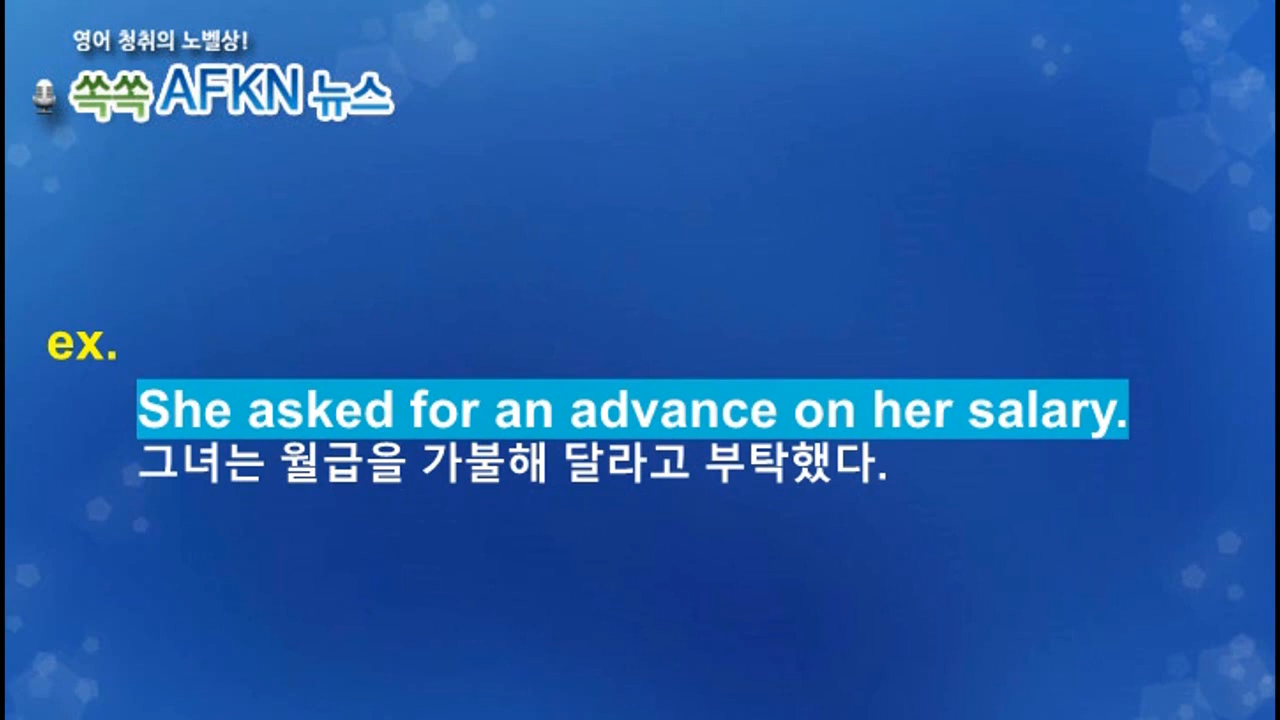 영어 청취의 노벨상!
쏙쏙 AFKN 뉴스
ex.
She asked for an advance on her salary.
그녀는 월급을 가불해 달라고 부탁했다.